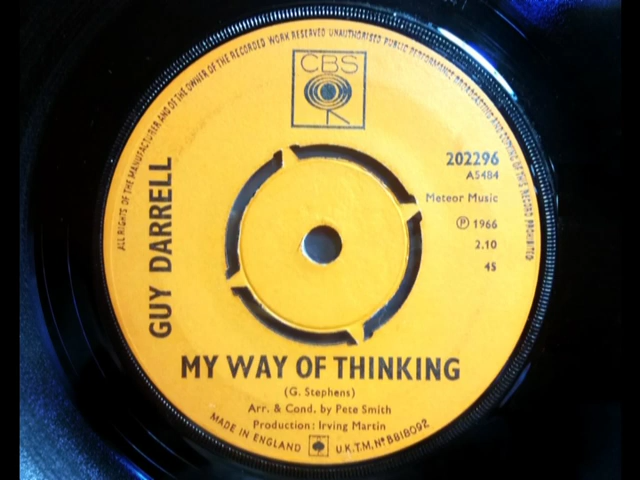 ALL RIGHTS OF THE MANUFACTURER AND OF THE OWNER OF THE RECORDED WORK RESERVED UNAUTHORISED PUBLIC PERFORMANCE BROADCASTING AND COPYING OF THIS RECORD PROHIBITED
CBS
202296
A5484
Meteor Music
℗ 1966
2.10
45
GUY DARRELL
MY WAY OF THINKING
(G. Stephens)
Arr. & Cond. by Pete Smith
Production: Irving Martin
MADE IN ENGLAND U.K.T.M. Nº B818092